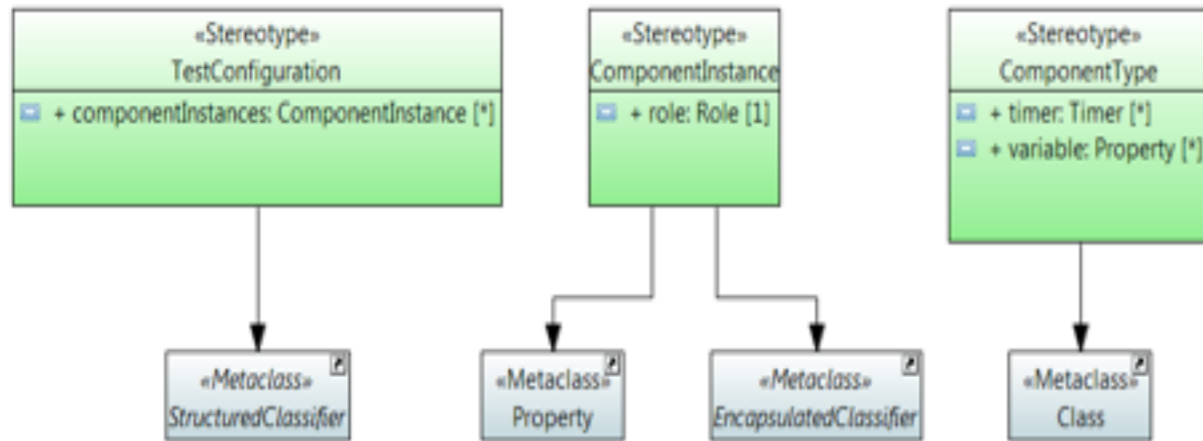 «Stereotype»
TestConfiguration
+ componentInstances: ComponentInstance [*]
«Stereotype»
ComponentInstance
+ role: Role [1]
«Stereotype»
ComponentType
+ timer: Timer [*]
+ variable: Property [*]
«Metaclass»
StructuredClassifier
«Metaclass»
Property
«Metaclass»
EncapsulatedClassifier
«Metaclass»
Class